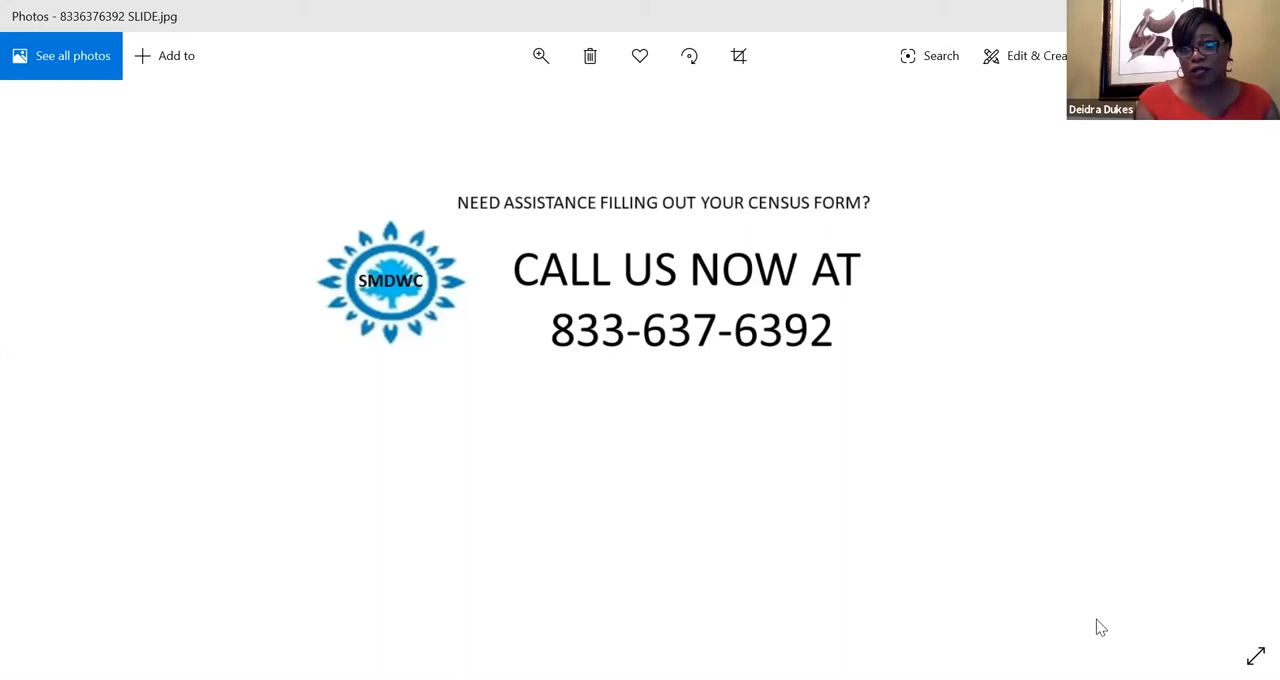 Photos - 8336376392 SLIDE.jpg
See all photos
Add to
Search
Edit & Crea
Deidra Dukes
NEED ASSISTANCE FILLING OUT YOUR CENSUS FORM?
SMDWC
CALL US NOW AT
833-637-6392